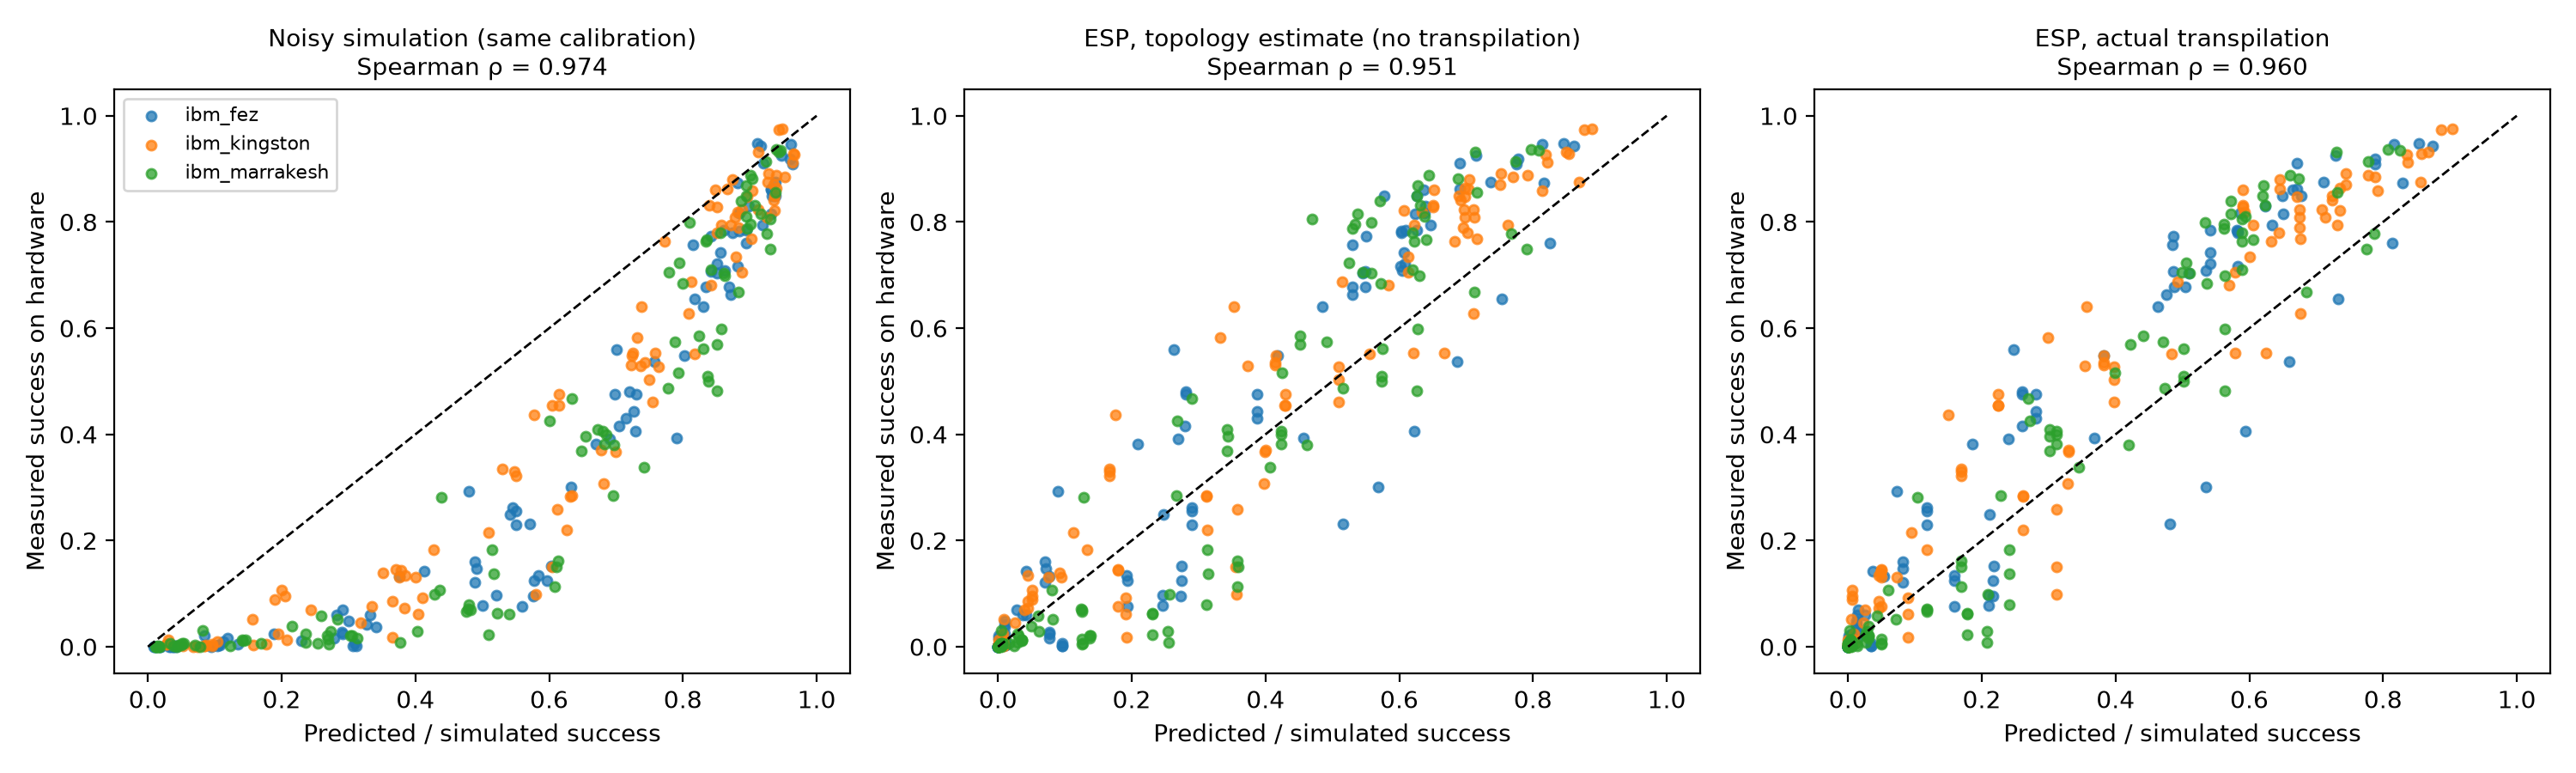 Noisy simulation (same calibration)
Spearman ρ = 0.974
1.0
0.8
0.6
0.4
0.2
0.0
Measured success on hardware
ibm_fez
ibm_kingston
ibm_marrakesh
0.0 0.2 0.4 0.6 0.8 1.0
Predicted / simulated success
ESP, topology estimate (no transpilation)
Spearman ρ = 0.951
1.0
0.8
0.6
0.4
0.2
0.0
Measured success on hardware
0.0 0.2 0.4 0.6 0.8 1.0
Predicted / simulated success
ESP, actual transpilation
Spearman ρ = 0.960
1.0
0.8
0.6
0.4
0.2
0.0
Measured success on hardware
0.0 0.2 0.4 0.6 0.8 1.0
Predicted / simulated success